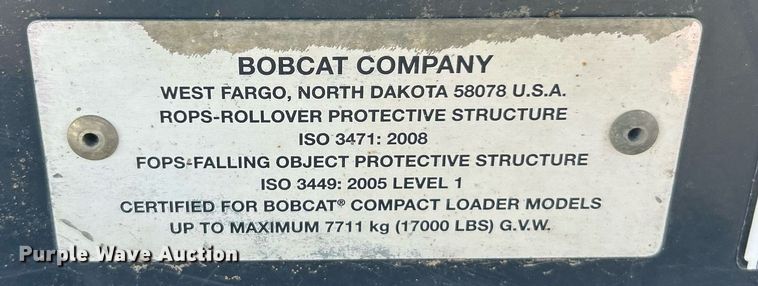 BOBCAT COMPANY
WEST FARGO, NORTH DAKOTA 58078 U.S.A.
ROPS-ROLLOVER PROTECTIVE STRUCTURE
ISO 3471: 2008
FOPS-FALLING OBJECT PROTECTIVE STRUCTURE
ISO 3449: 2005 LEVEL 1
CERTIFIED FOR BOBCAT® COMPACT LOADER MODELS
UP TO MAXIMUM 7711 kg (17000 LBS) G.V.W.
Purple Wave Auction